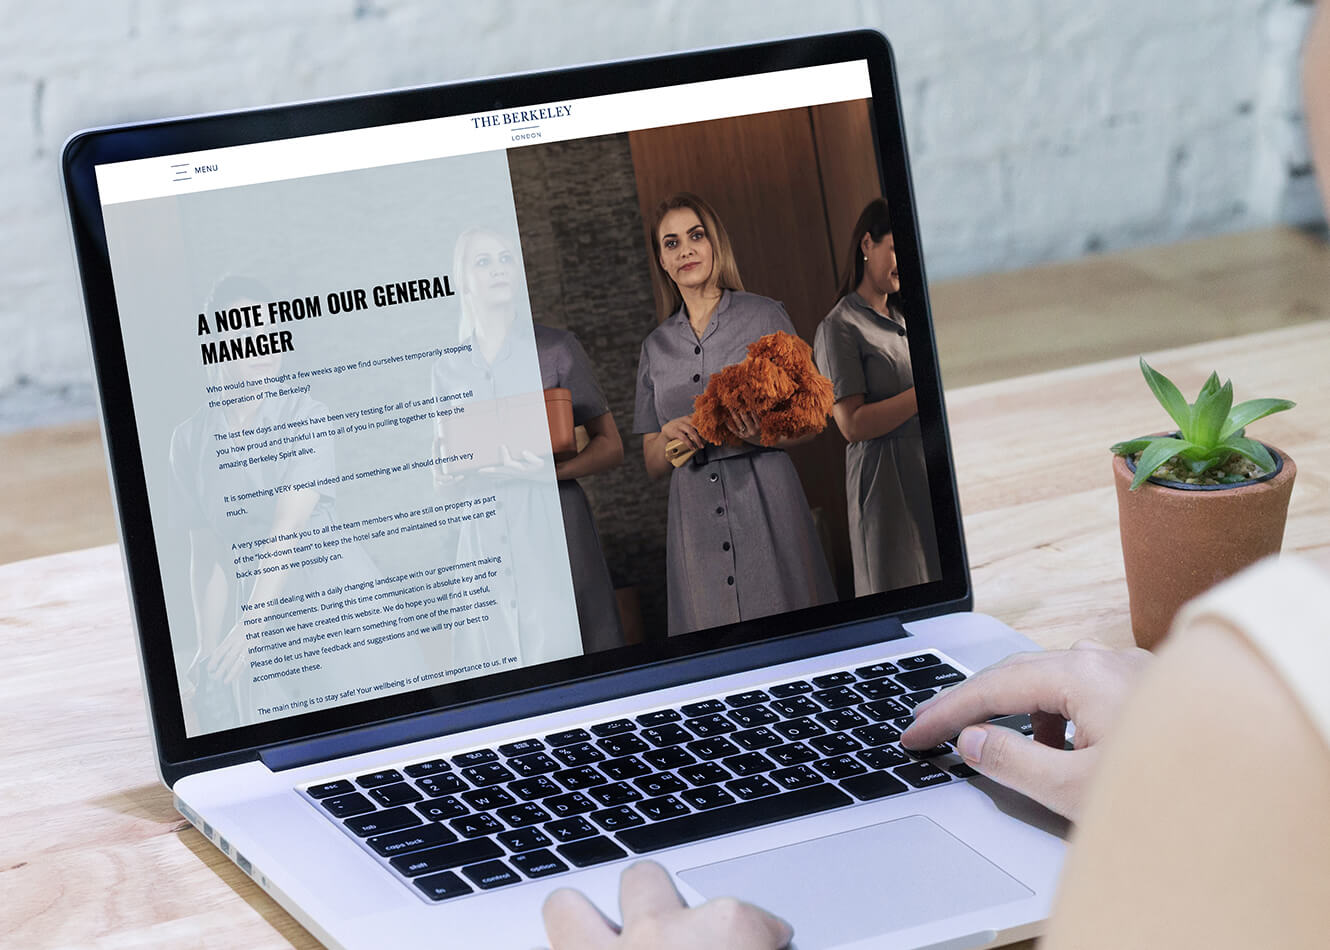 THE BERKELEY
LONDON
MENU
A NOTE FROM OUR GENERAL
MANAGER
Who would have thought a few weeks ago we find ourselves temporarily stopping
the operation of The Berkeley?
The last few days and weeks have been very testing for all of us and I cannot tell
you how proud and thankful I am to all of you in pulling together to keep the
amazing Berkeley Spirit alive.
It is something VERY special indeed and something we all should cherish very
much.
A very special thank you to all the team members who are still on property as part
of the "lock-down team" to keep the hotel safe and maintained so that we can get
back as soon as we possibly can.
We are still dealing with a daily changing landscape with our government making
more announcements. During this time communication is absolute key and for
that reason we have created this website. We do hope you will find it useful,
informative and maybe even learn something from one of the master classes.
Please do let us have feedback and suggestions and we will try our best to
accommodate these.
The main thing is to stay safe! Your wellbeing is of utmost importance to us. If we
esc
delete
tab
Q W E R T Y U I O P
caps lock
A S D F G H J K L
shift
Z X C V B N M
fn
control
option
option